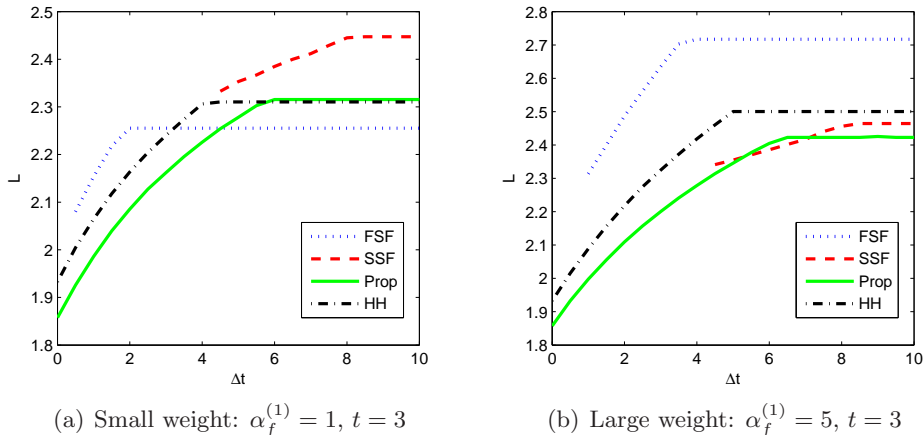 2.5
2.4
2.3
2.2
2.1
2
1.9
1.8
L
0 2 4 6 8 10
Δt
FSF
SSF
Prop
HH
(a) Small weight: α_f^(1) = 1, t = 3
2.8
2.7
2.6
2.5
2.4
2.3
2.2
2.1
2
1.9
1.8
L
0 2 4 6 8 10
Δt
FSF
SSF
Prop
HH
(b) Large weight: α_f^(1) = 5, t = 3